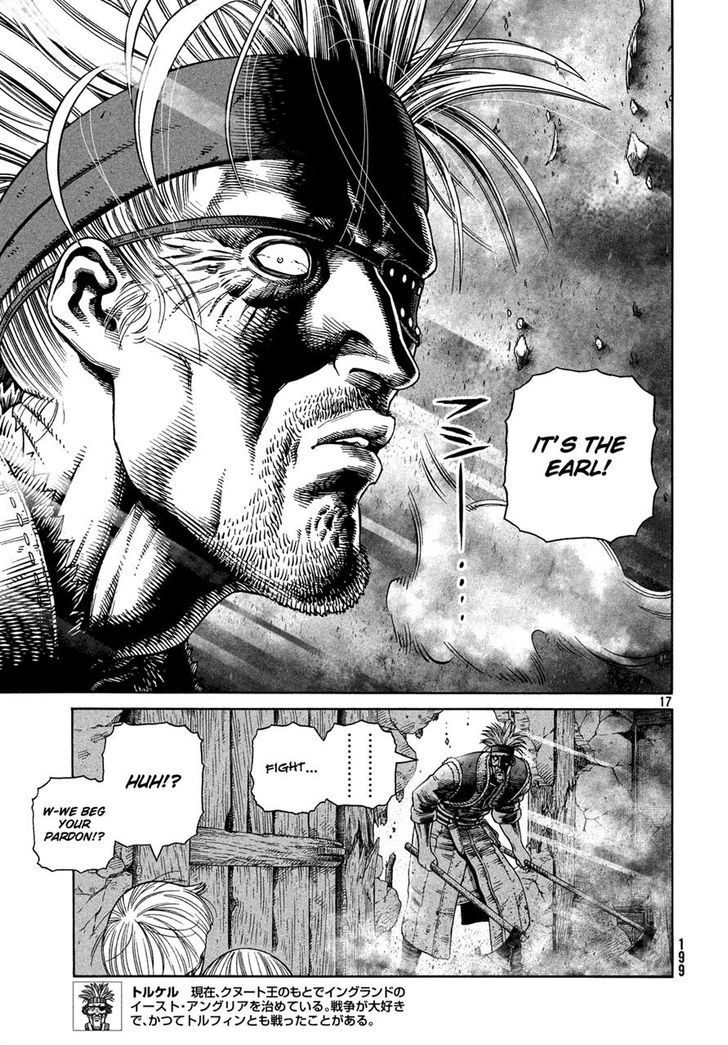 IT'S THE
EARL!
ズシ…
17
FIGHT...
HUH!?
W-WE BEG
YOUR
PARDON!?
トルケル 現在、クヌート王のもとでイングランドの
イースト・アングリアを治めている。戦争が大好き
で、かつてトルフィンとも戦ったことがある。
199